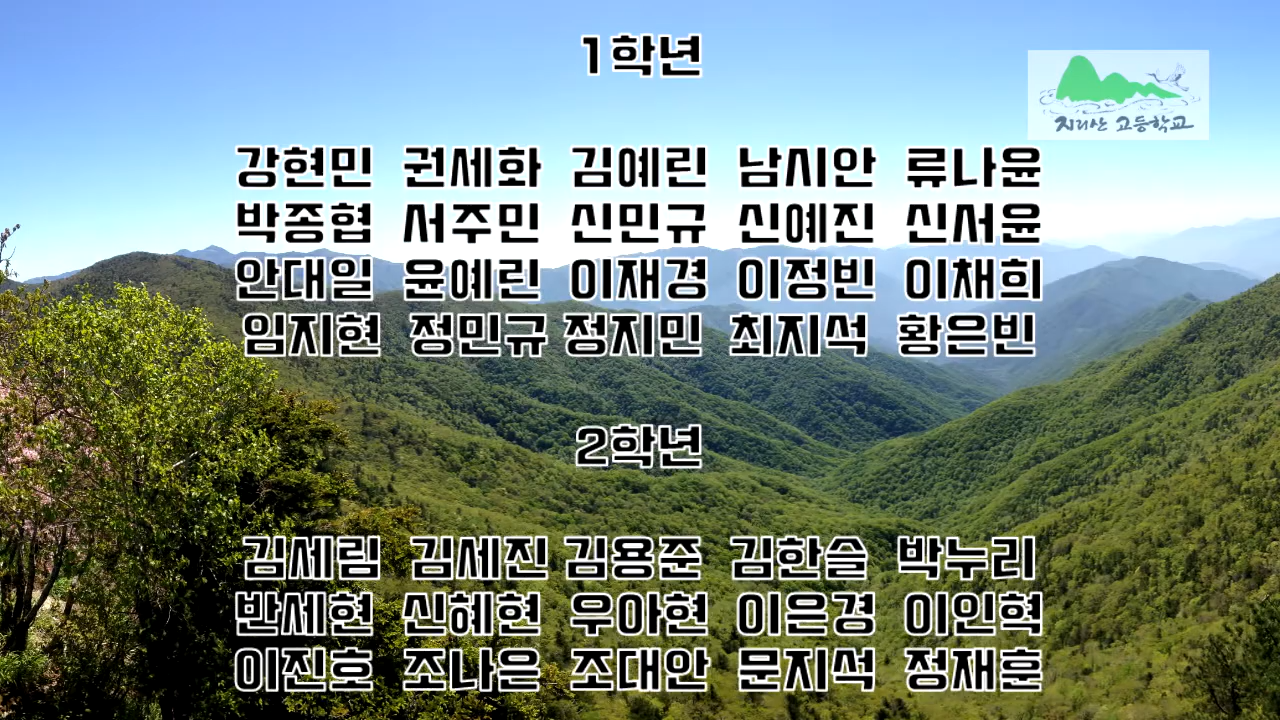 1학년
지리산 고등학교
강현민 권세화 김예린 남시안 류나윤
박종협 서주민 신민규 신예진 신서윤
안대일 윤예린 이재경 이정빈 이채희
임지현 정민규 정지민 최지석 황은빈
2학년
김세림 김세진 김용준 김한슬 박누리
반세현 신혜현 우아현 이은경 이인혁
이진호 조나은 조대안 문지석 정재훈